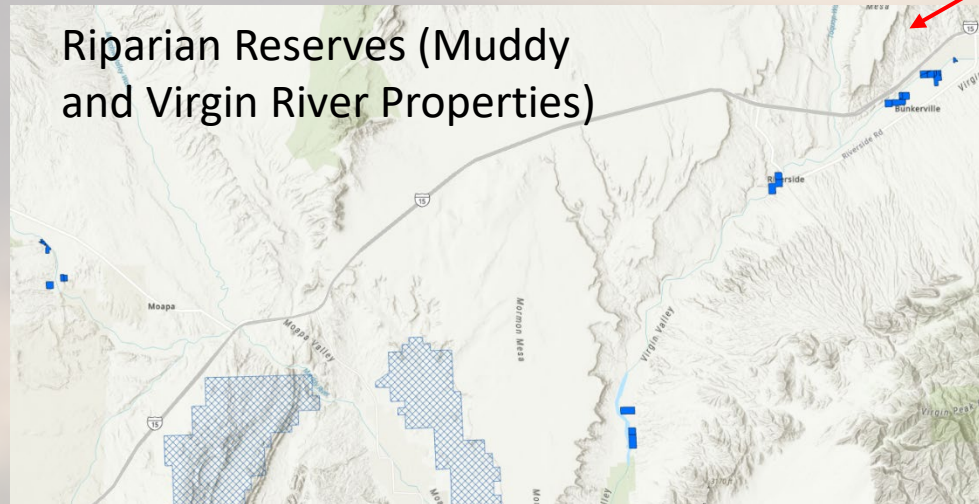 Riparian Reserves (Muddy
and Virgin River Properties)
Mesa
15
Virgin
Bunkerville
Riverside Rd
Riverside
15
Moapa
Moapa Valley
Mormon Mesa
Virgin Valley
Virgin Peak
15